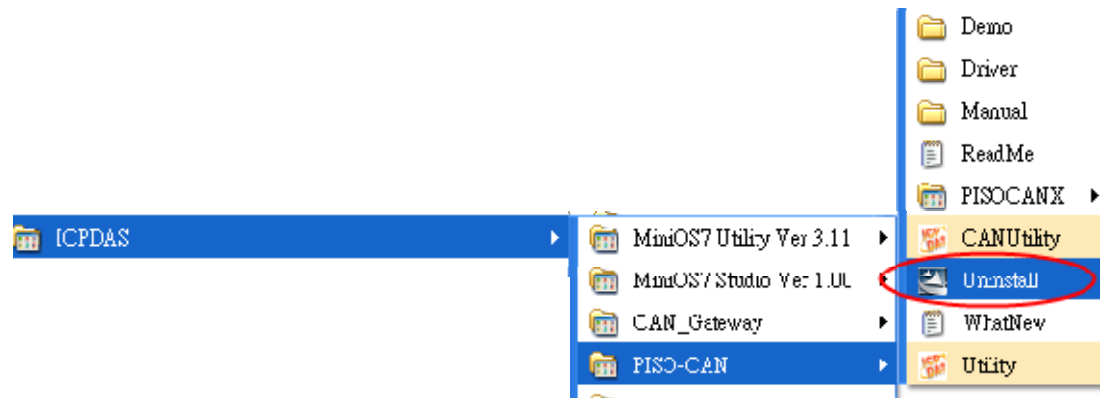 ICPDAS
MiniOS7 Utility Ver 3.11
MiniOS7 Studio Ver 1.00
CAN_Gateway
PISO-CAN
Demo
Driver
Manual
ReadMe
PISOCANX
CANUtility
Uninstall
WhatNew
Utility